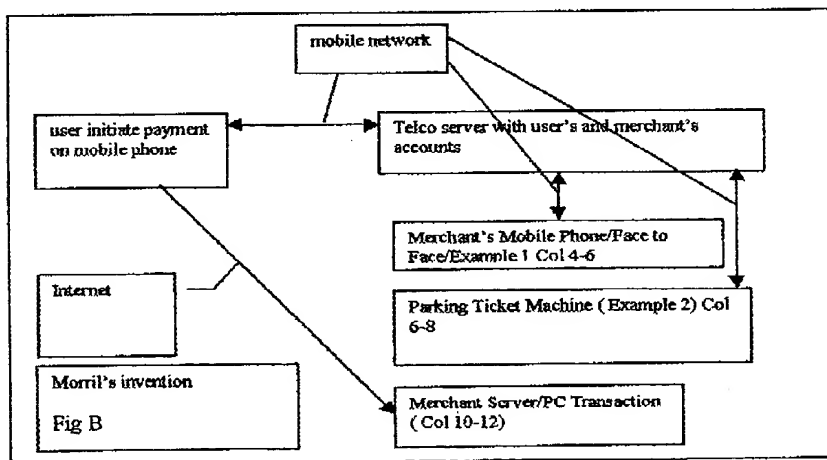 mobile network
user initiate payment
on mobile phone
Telco server with user's and merchant's
accounts
Merchant's Mobile Phone/Face to
Face/Example 1 Col 4-6
Internet
Parking Ticket Machine ( Example 2) Col
6-8
Morril's invention
Fig B
Merchant Server/PC Transaction
( Col 10-12)